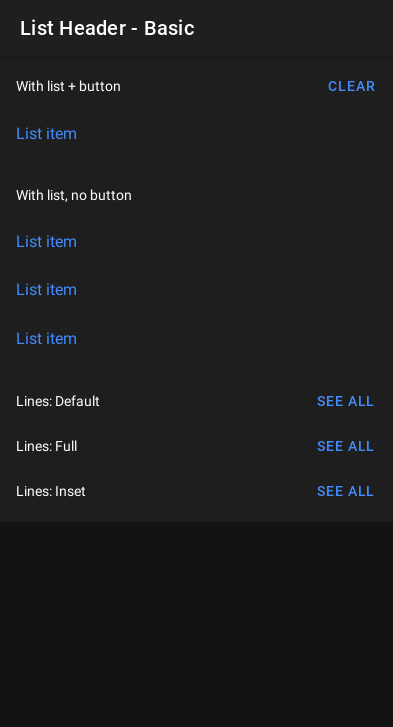 List Header - Basic
With list + button CLEAR
List item
With list, no button
List item
List item
List item
Lines: Default SEE ALL
Lines: Full SEE ALL
Lines: Inset SEE ALL